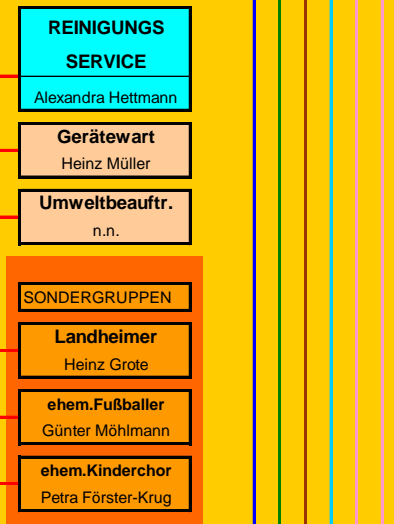 REINIGUNGS
SERVICE
Alexandra Hettmann
Gerätewart
Heinz Müller
Umweltbeauftr.
n.n.
SONDERGRUPPEN
Landheimer
Heinz Grote
ehem.Fußballer
Günter Möhlmann
ehem.Kinderchor
Petra Förster-Krug